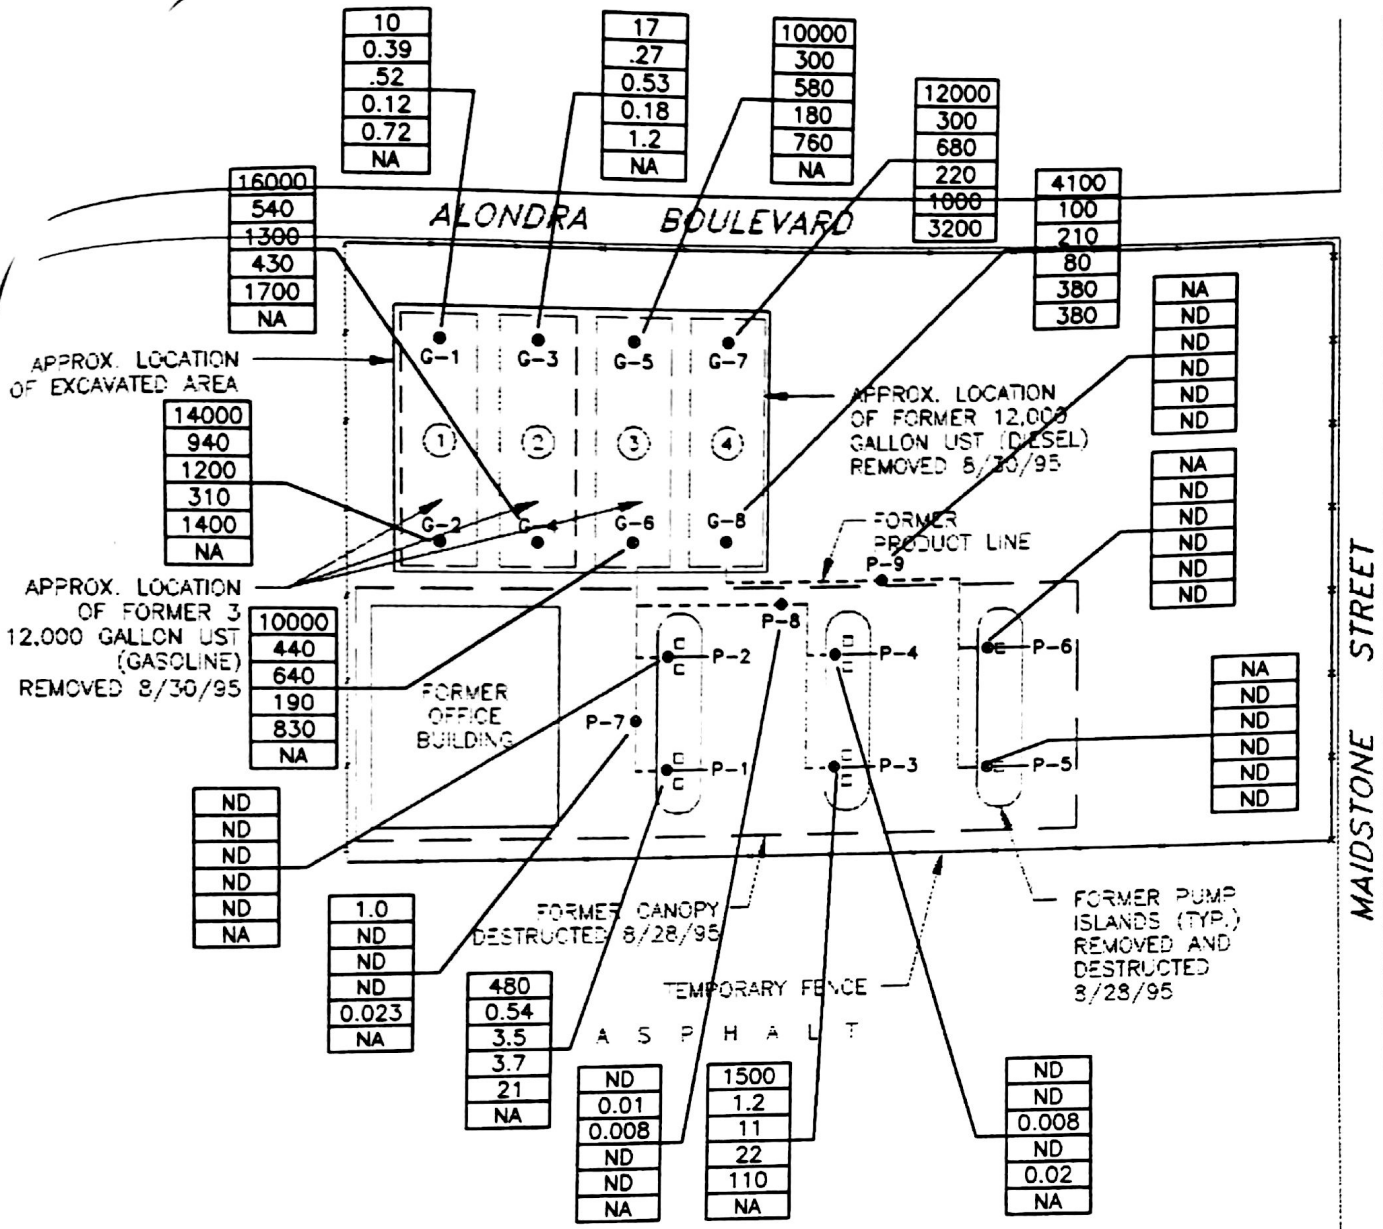 10
0.39
.52
0.12
0.72
NA
17
.27
0.53
0.18
1.2
NA
10000
300
580
180
760
NA
12000
300
680
220
1000
3200
16000
540
1300
430
1700
NA
4100
100
210
80
380
380
ALONDRA BOULEVARD
NA
ND
ND
ND
ND
ND
G-1
G-3
G-5
G-7
APPROX. LOCATION
OF EXCAVATED AREA
APPROX. LOCATION
OF FORMER 12,000
GALLON UST (DIESEL)
REMOVED 8/30/95
14000
940
1200
310
1400
NA
1
2
3
4
NA
ND
ND
ND
ND
ND
G-2
G-4
G-6
G-8
FORMER
PRODUCT LINE
P-9
APPROX. LOCATION
OF FORMER 3
12,000 GALLON UST
(GASOLINE)
REMOVED 8/30/95
10000
440
640
190
830
NA
P-8
P-2
P-4
P-6
FORMER
OFFICE
BUILDING
P-7
P-1
P-3
P-5
NA
ND
ND
ND
ND
ND
MAIDSTONE STREET
ND
ND
ND
ND
ND
NA
1.0
ND
ND
ND
0.023
NA
FORMER CANOPY
DESTRUCTED 8/28/95
FORMER PUMP
ISLANDS (TYP.)
REMOVED AND
DESTRUCTED
8/28/95
TEMPORARY FENCE
480
0.54
3.5
3.7
21
NA
ASPHALT
ND
0.01
0.008
ND
ND
NA
1500
1.2
11
22
110
NA
ND
ND
0.008
ND
0.02
NA